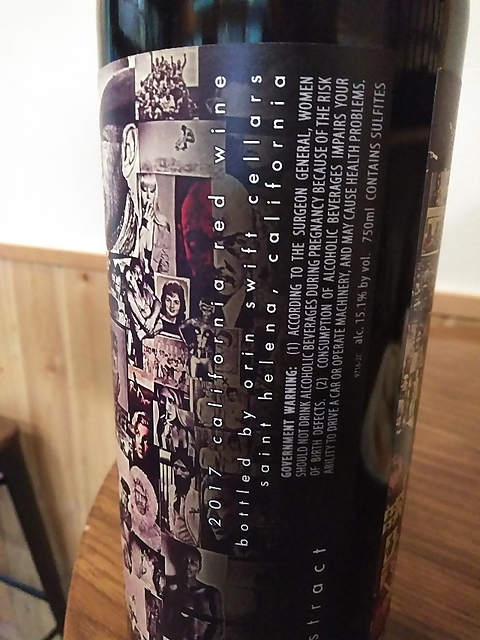 2017 california red wine
bottled by orin swift cellars
saint helena, california
GOVERNMENT WARNING: (1) ACCORDING TO THE SURGEON GENERAL, WOMEN
SHOULD NOT DRINK ALCOHOLIC BEVERAGES DURING PREGNANCY BECAUSE OF THE RISK
OF BIRTH DEFECTS. (2) CONSUMPTION OF ALCOHOLIC BEVERAGES IMPAIRS YOUR
ABILITY TO DRIVE A CAR OR OPERATE MACHINERY, AND MAY CAUSE HEALTH PROBLEMS.
alc. 15.1% by vol. 750ml CONTAINS SULFITES
stract